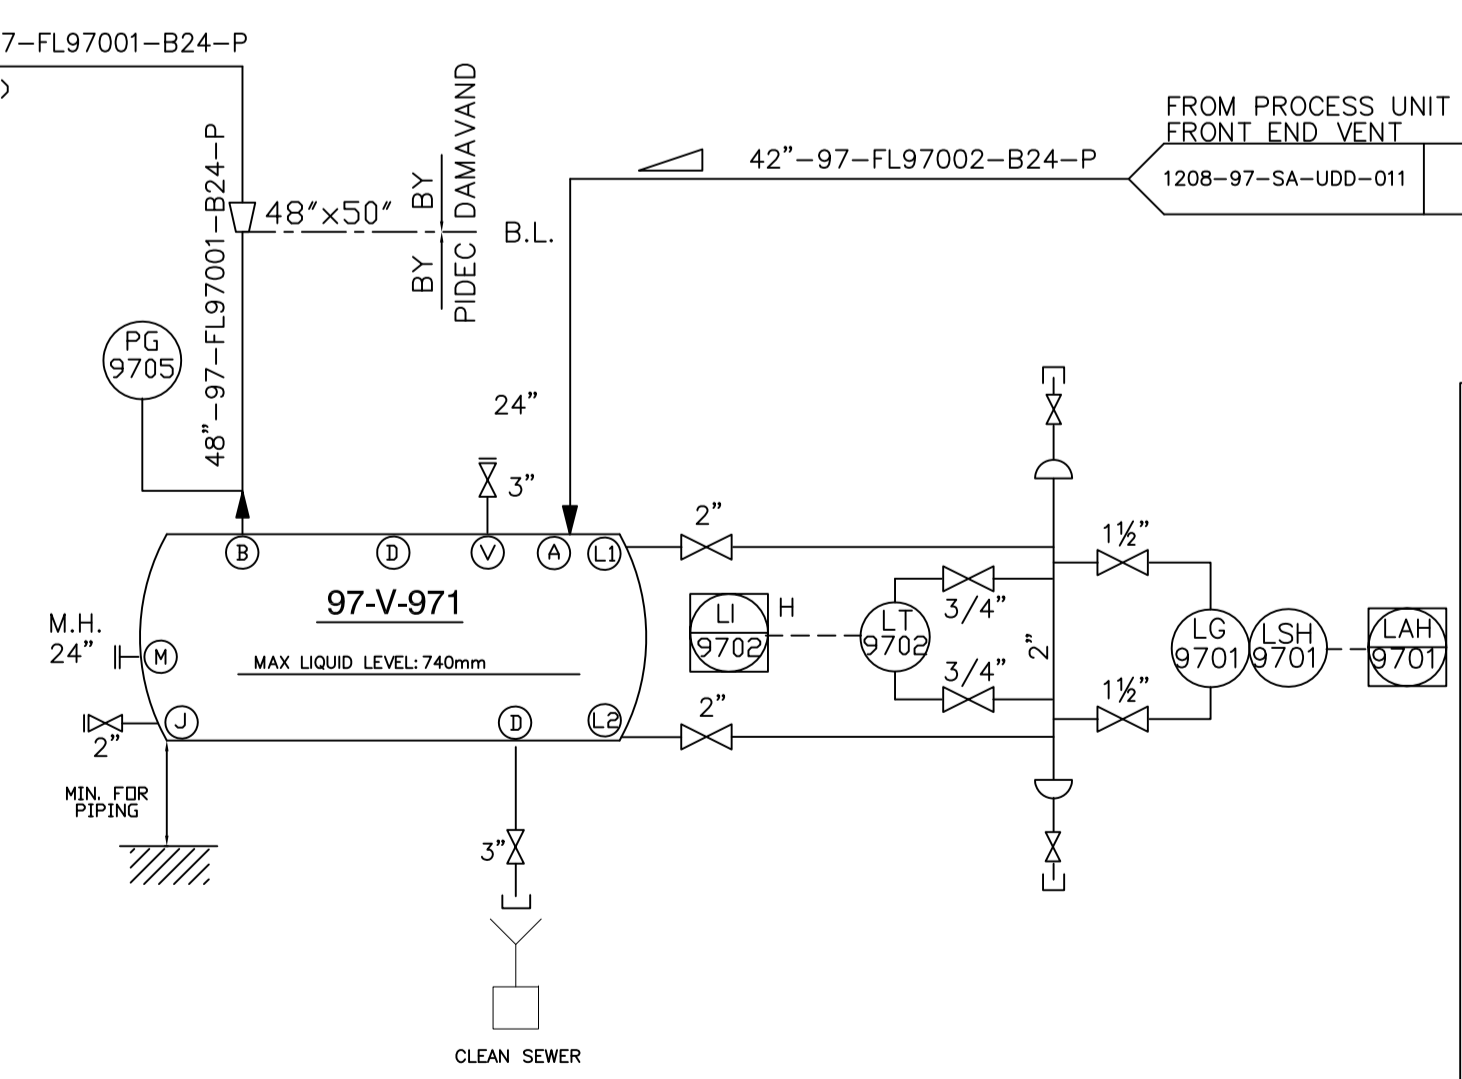 7-FL97001-B24-P
48"-97-FL97001-B24-P
48"x50"
BY
DAMAVAND
BY
PIDEC
B.L.
FROM PROCESS UNIT
FRONT END VENT
1208-97-SA-UDD-011
42"-97-FL97002-B24-P
PG
9705
24"
3"
B
D
V
A
L1
2"
1½"
97-V-971
M.H.
24"
M
MAX LIQUID LEVEL: 740mm
LI
9702
H
LT
9702
3/4"
3/4"
2"
LG
9701
LSH
9701
LAH
9701
J
2"
D
L2
2"
1½"
MIN. FOR
PIPING
3"
CLEAN SEWER